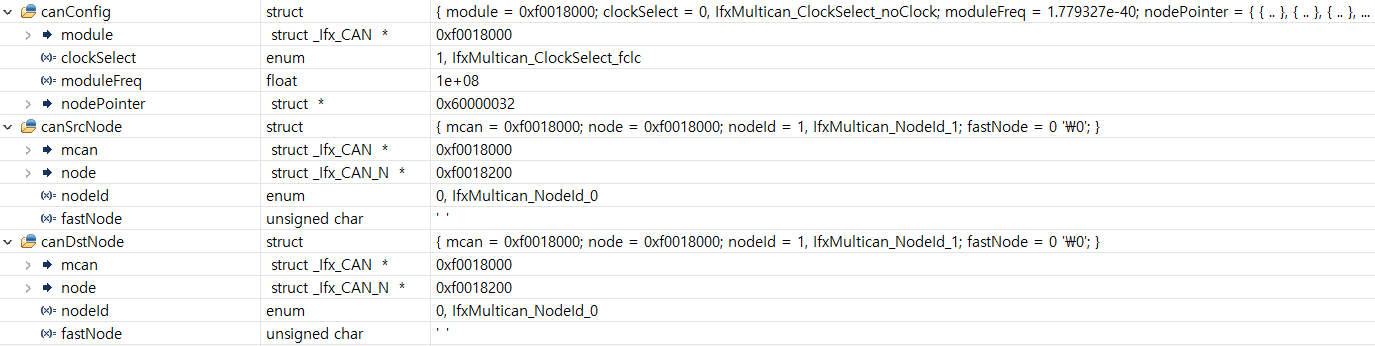 canConfig struct { module = 0xf0018000; clockSelect = 0, IfxMultican_ClockSelect_noClock; moduleFreq = 1.779327e-40; nodePointer = { { .. }, { .. }, { .. }, ...
module struct _Ifx_CAN * 0xf0018000
(x)= clockSelect enum 1, IfxMultican_ClockSelect_fclc
(x)= moduleFreq float 1e+08
nodePointer struct * 0x60000032
canSrcNode struct { mcan = 0xf0018000; node = 0xf0018000; nodeId = 1, IfxMultican_NodeId_1; fastNode = 0 '₩0'; }
mcan struct _Ifx_CAN * 0xf0018000
node struct _Ifx_CAN_N * 0xf0018200
(x)= nodeId enum 0, IfxMultican_NodeId_0
(x)= fastNode unsigned char ' '
canDstNode struct { mcan = 0xf0018000; node = 0xf0018000; nodeId = 1, IfxMultican_NodeId_1; fastNode = 0 '₩0'; }
mcan struct _Ifx_CAN * 0xf0018000
node struct _Ifx_CAN_N * 0xf0018200
(x)= nodeId enum 0, IfxMultican_NodeId_0
(x)= fastNode unsigned char ' '